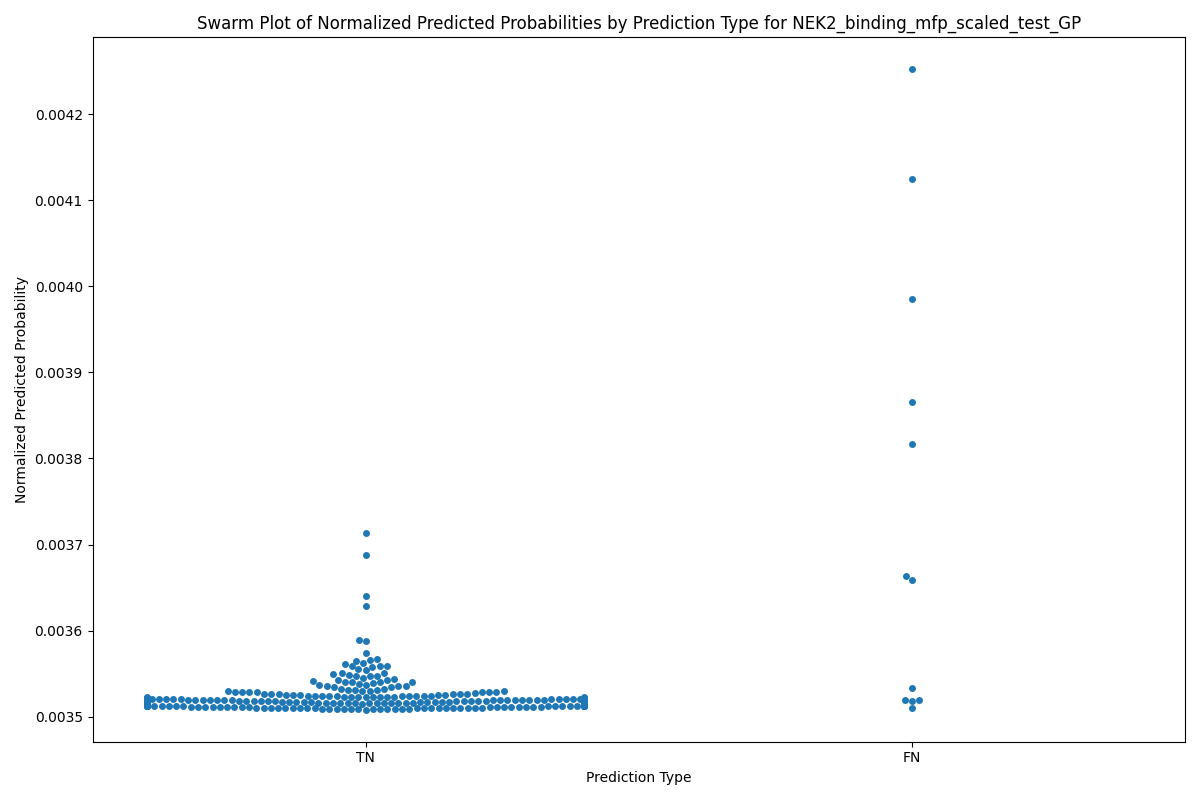 Swarm Plot of Normalized Predicted Probabilities by Prediction Type for NEK2_binding_mfp_scaled_test_GP
Normalized Predicted Probability
0.0042
0.0041
0.0040
0.0039
0.0038
0.0037
0.0036
0.0035
TN
FN
Prediction Type